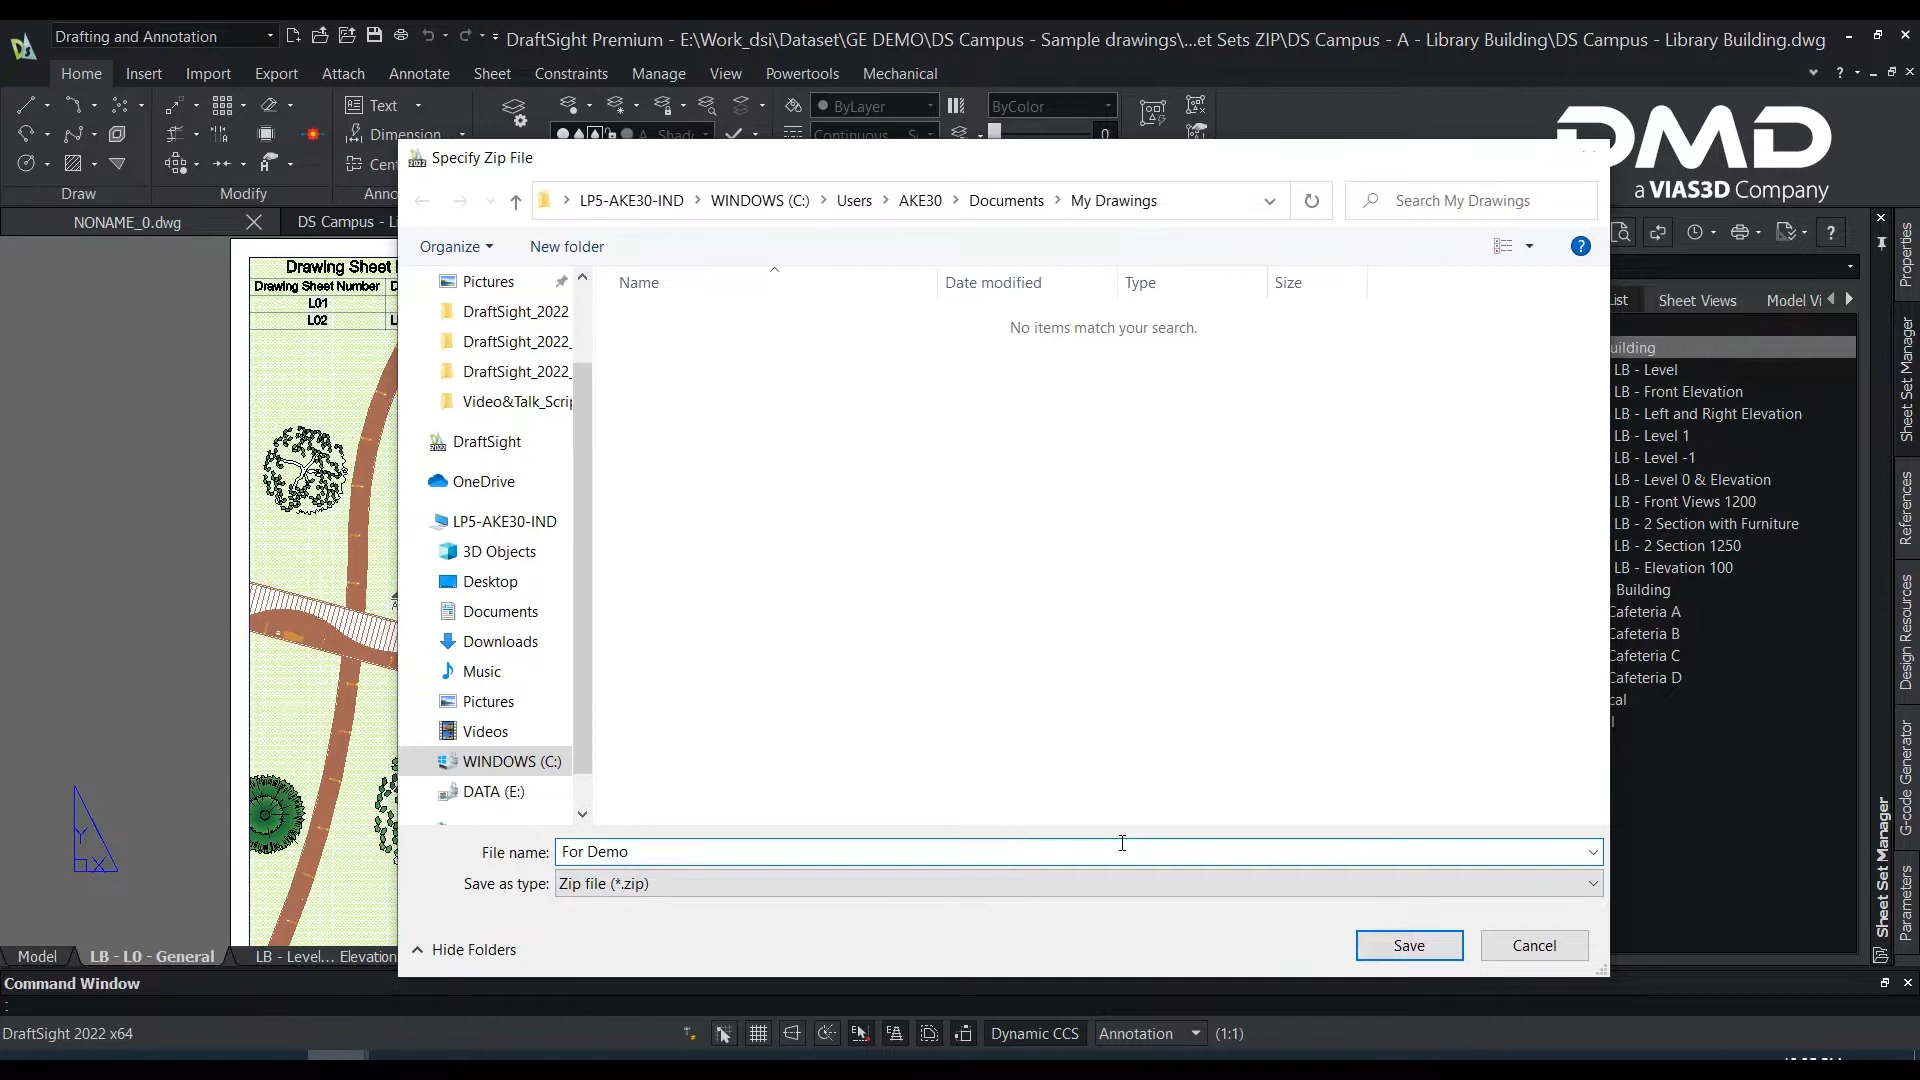 Drafting and Annotation
DraftSight Premium - E:\Work_dsi\Dataset\GE DEMO\DS Campus - Sample drawings\...et Sets ZIP\DS Campus - A - Library Building\DS Campus - Library Building.dwg
Home Insert Import Export Attach Annotate Sheet Constraints Manage View Powertools Mechanical
Text
ByLayer
ByColor
Dimension
Continuous
0
Draw
Modify
DMD
a VIAS3D Company
Specify Zip File
LP5-AKE30-IND
WINDOWS (C:)
Users
AKE30
Documents
My Drawings
Search My Drawings
NONAME_0.dwg
Organize
New folder
Drawing Sheet
Drawing Sheet Number
L01
L02
Name
Date modified
Type
Size
No items match your search.
Pictures
DraftSight_2022
DraftSight_2022_
DraftSight_2022_
Video&Talk_Scrip
DraftSight
OneDrive
LP5-AKE30-IND
3D Objects
Desktop
Documents
Downloads
Music
Pictures
Videos
WINDOWS (C:)
DATA (E:)
Sheet Views
Model Vi
uilding
LB - Level
LB - Front Elevation
LB - Left and Right Elevation
LB - Level 1
LB - Level -1
LB - Level 0 & Elevation
LB - Front Views 1200
LB - 2 Section with Furniture
LB - 2 Section 1250
LB - Elevation 100
Building
Cafeteria A
Cafeteria B
Cafeteria C
Cafeteria D
cal
Properties
Sheet Set Manager
References
Design Resources
G-code Generator
Parameters
Sheet Set Manager
Y
X
File name: For Demo
Save as type: Zip file (*.zip)
Hide Folders
Save
Cancel
Model
LB - L0 - General
LB - Level... Elevation
Command Window
:
DraftSight 2022 x64
Dynamic CCS
Annotation
(1:1)